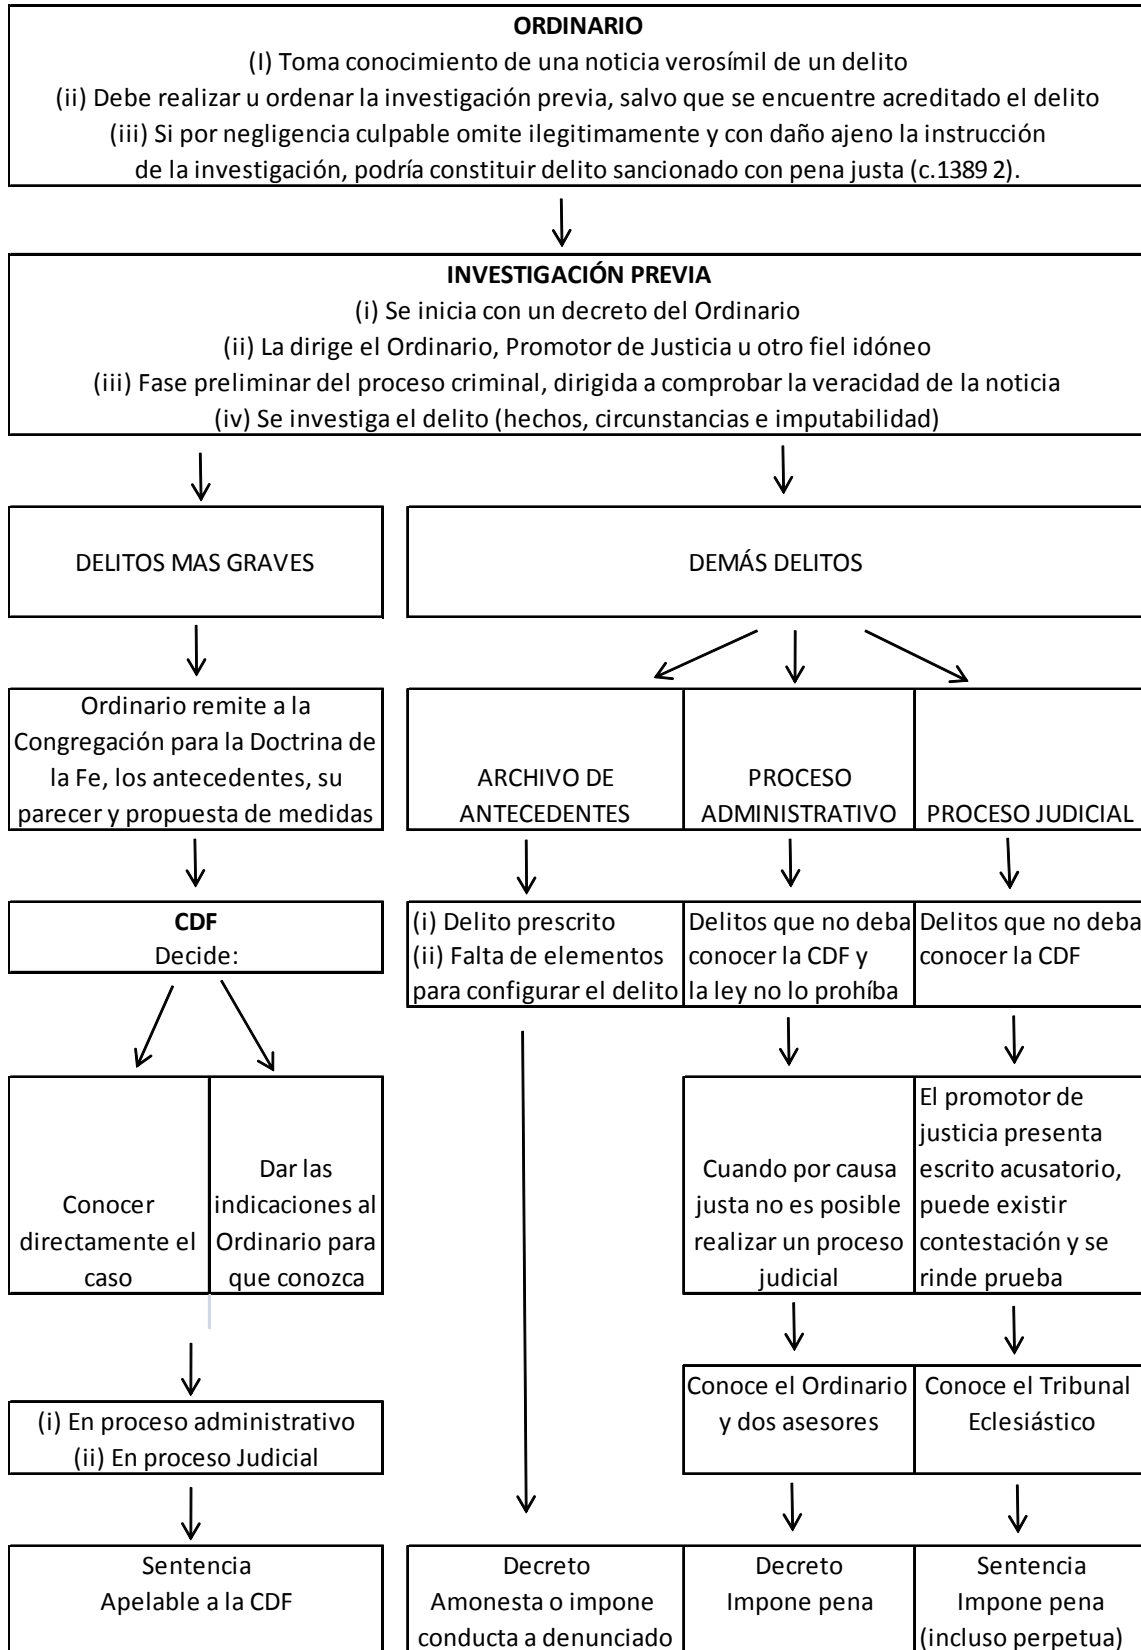 ORDINARIO
(I) Toma conocimiento de una noticia verosímil de un delito
(ii) Debe realizar u ordenar la investigación previa, salvo que se encuentre acreditado el delito
(iii) Si por negligencia culpable omite ilegitimamente y con daño ajeno la instrucción
de la investigación, podría constituir delito sancionado con pena justa (c.1389 2).
INVESTIGACIÓN PREVIA
(i) Se inicia con un decreto del Ordinario
(ii) La dirige el Ordinario, Promotor de Justicia u otro fiel idóneo
(iii) Fase preliminar del proceso criminal, dirigida a comprobar la veracidad de la noticia
(iv) Se investiga el delito (hechos, circunstancias e imputabilidad)
DELITOS MAS GRAVES
DEMÁS DELITOS
Ordinario remite a la
Congregación para la Doctrina de
la Fe, los antecedentes, su
parecer y propuesta de medidas
ARCHIVO DE
ANTECEDENTES
PROCESO
ADMINISTRATIVO
PROCESO JUDICIAL
CDF
Decide:
(i) Delito prescrito
(ii) Falta de elementos
para configurar el delito
Delitos que no deba
conocer la CDF y
la ley no lo prohíba
Delitos que no deba
conocer la CDF
Conocer
directamente el
caso
Dar las
indicaciones al
Ordinario para
que conozca
Cuando por causa
justa no es posible
realizar un proceso
judicial
El promotor de
justicia presenta
escrito acusatorio,
puede existir
contestación y se
rinde prueba
(i) En proceso administrativo
(ii) En proceso Judicial
Conoce el Ordinario
y dos asesores
Conoce el Tribunal
Eclesiástico
Sentencia
Apelable a la CDF
Decreto
Amonesta o impone
conducta a denunciado
Decreto
Impone pena
Sentencia
Impone pena
(incluso perpetua)